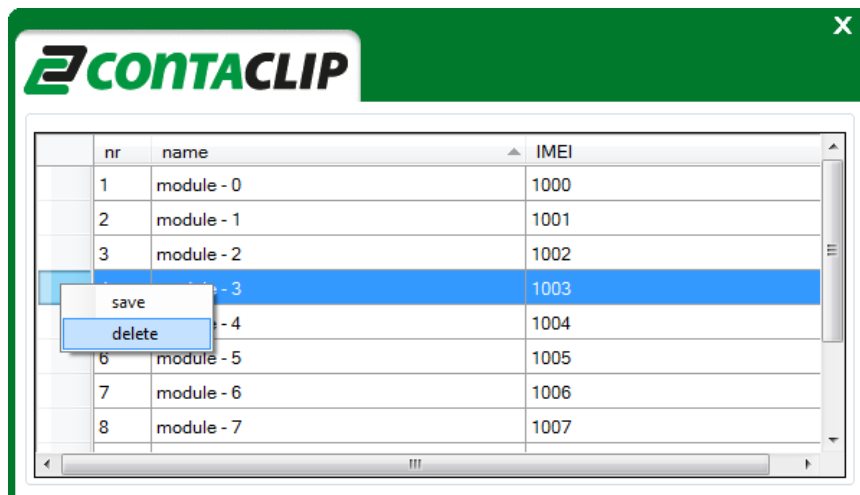 X
CONTACLIP
nr name IMEI
1 module - 0 1000
2 module - 1 1001
3 module - 2 1002
- 3 1003
save
- 4 1004
delete
6 module - 5 1005
7 module - 6 1006
8 module - 7 1007